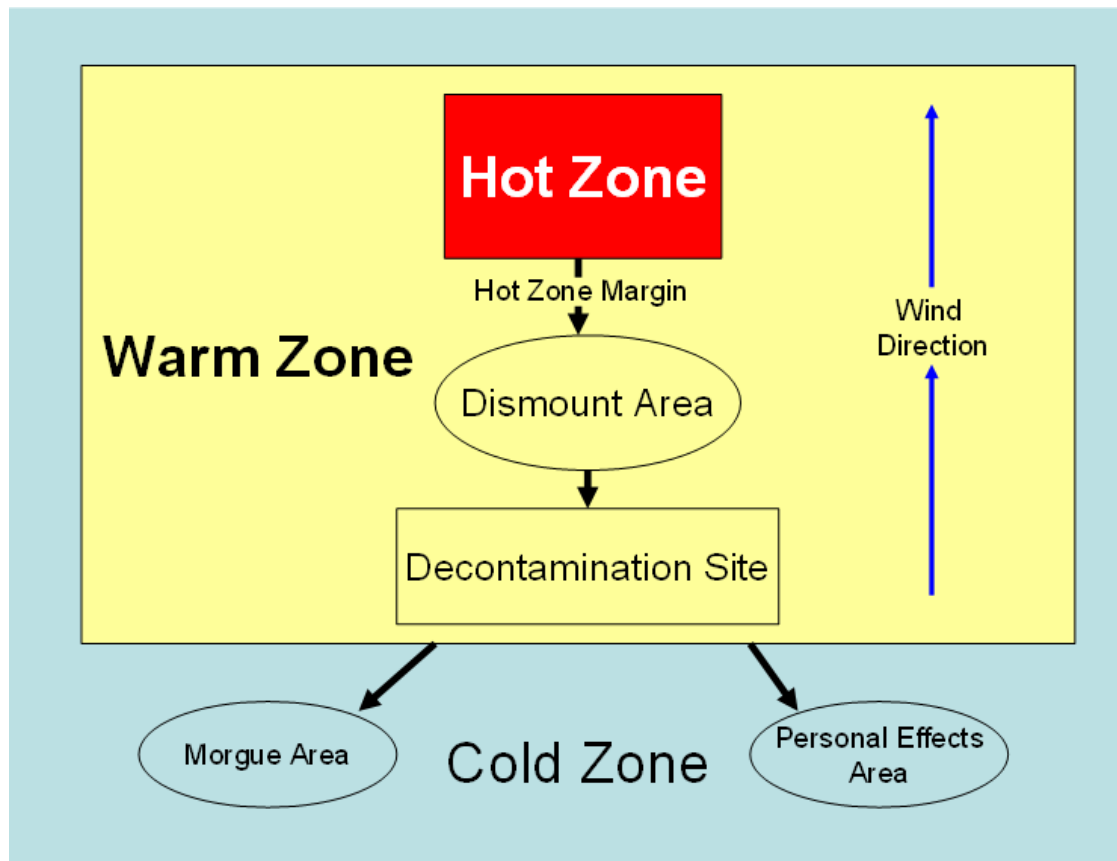 Hot Zone
Hot Zone Margin
Warm Zone
Wind
Direction
Dismount Area
Decontamination Site
Morgue Area
Cold Zone
Personal Effects
Area